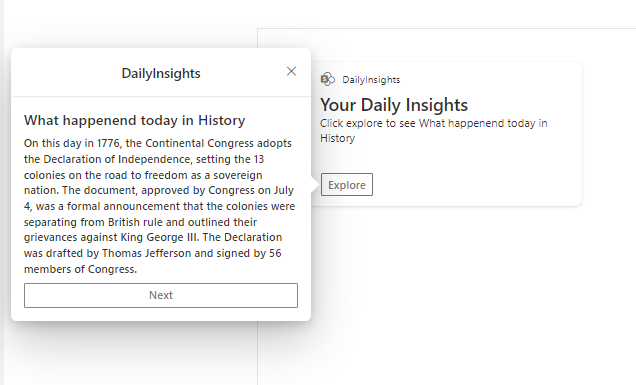 DailyInsights
What happenend today in History
On this day in 1776, the Continental Congress adopts
the Declaration of Independence, setting the 13
colonies on the road to freedom as a sovereign
nation. The document, approved by Congress on July
4, was a formal announcement that the colonies were
separating from British rule and outlined their
grievances against King George III. The Declaration
was drafted by Thomas Jefferson and signed by 56
members of Congress.
Next
DailyInsights
Your Daily Insights
Click explore to see What happenend today in
History
Explore